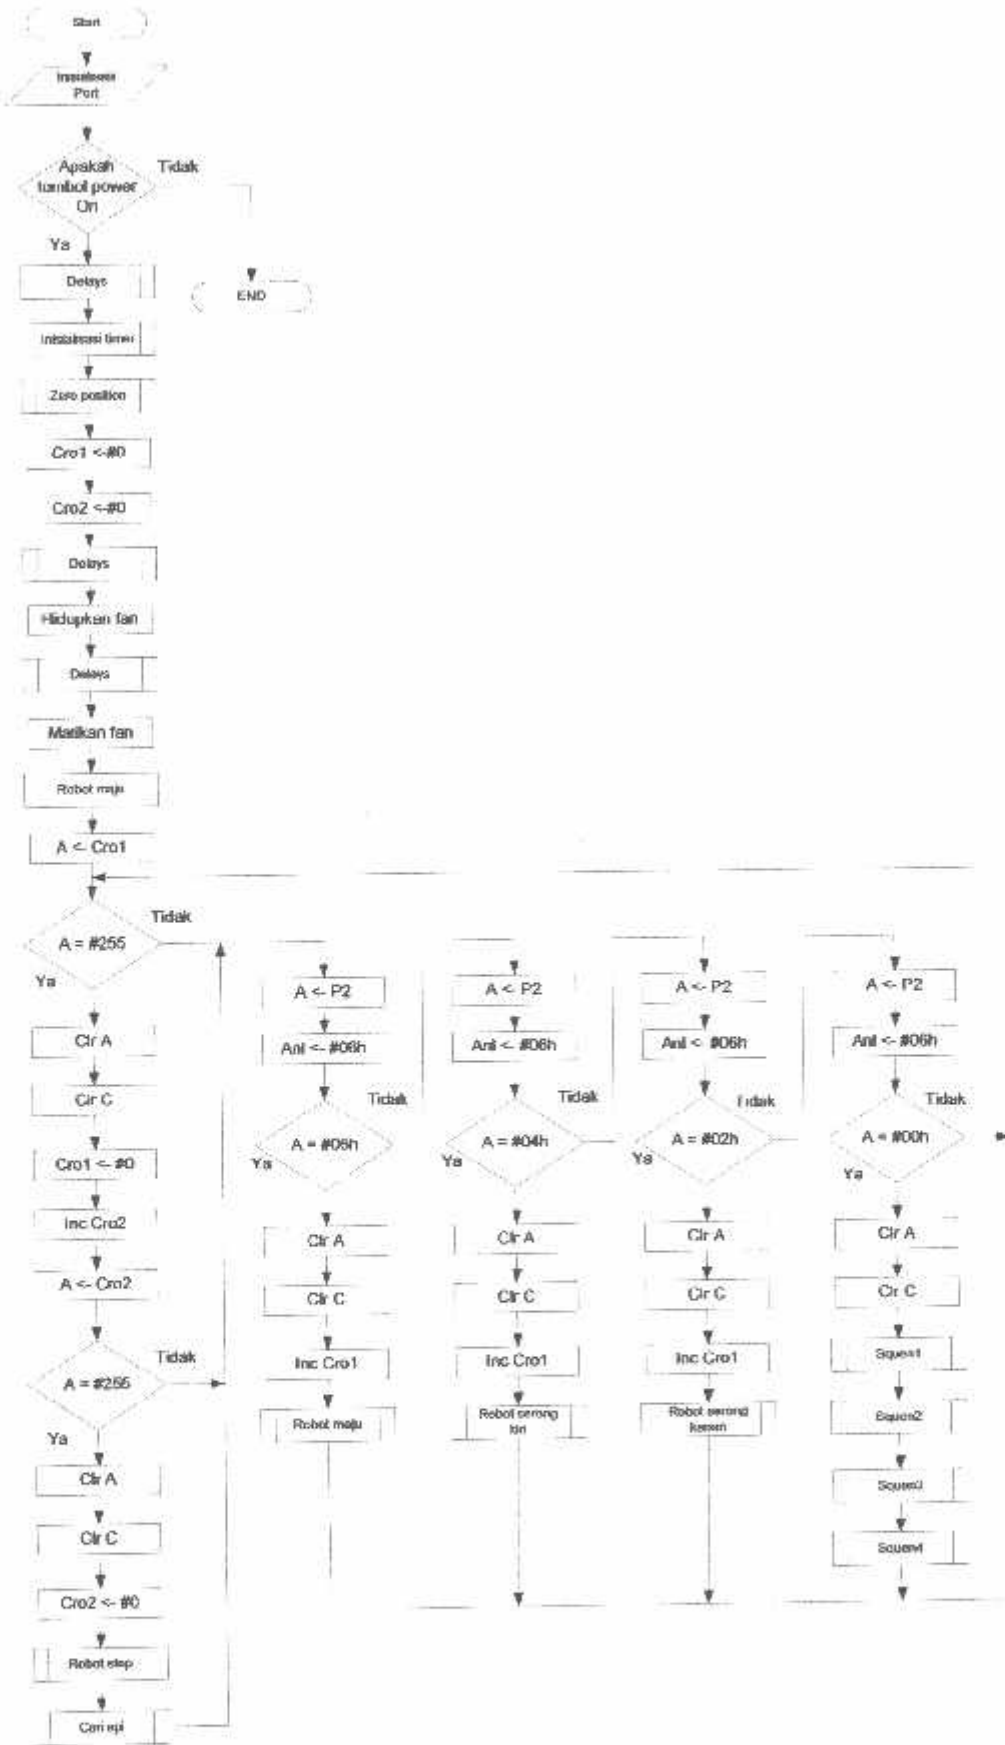 Start
Port
Apakah
tombol power
On
Tidak
Ya
Delays
END
Inisialisasi timer
Zero position
Cro1 <-#0
Cro2 <-#0
Delays
Hidupkan fan
Delays
Matikan fan
Robot maju
A <- Cro1
A = #255
Tidak
Ya
Clr A
Clr C
Cro1 <- #0
Inc Cro2
A <- Cro2
A = #255
Tidak
Ya
Clr A
Clr C
Cro2 <- #0
Robot stop
Cari api
A <- P2
Anl <- #06h
A = #06h
Tidak
Ya
Clr A
Clr C
Inc Cro1
Robot maju
A <- P2
Anl <- #06h
A = #04h
Tidak
Ya
Clr A
Clr C
Inc Cro1
Robot serong
kiri
A <- P2
Anl <- #06h
A = #02h
Tidak
Ya
Clr A
Clr C
Inc Cro1
Robot serong
kanan
A <- P2
Anl <- #06h
A = #00h
Tidak
Ya
Clr A
Clr C
Squen1
Squen2
Squen3
Squen4